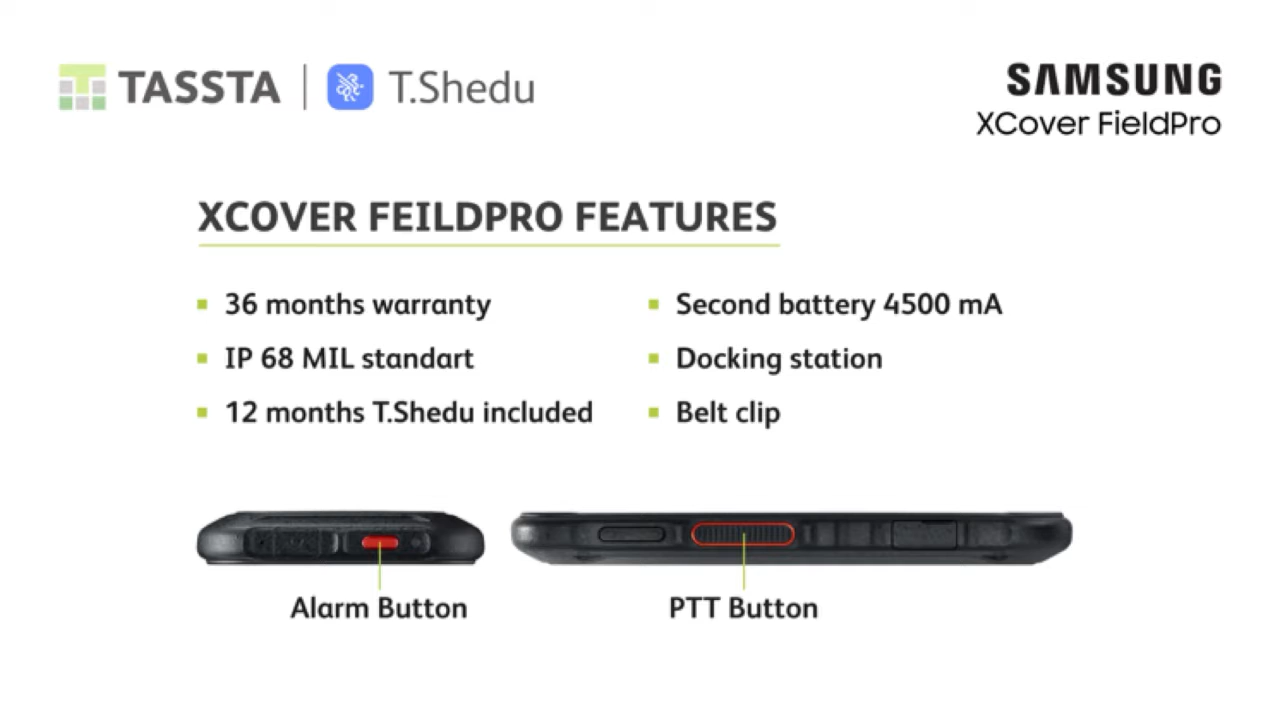 TASSTA | T.Shedu
SAMSUNG
XCover FieldPro
XCOVER FEILDPRO FEATURES
36 months warranty
IP 68 MIL standart
12 months T.Shedu included
Second battery 4500 mA
Docking station
Belt clip
Alarm Button
PTT Button